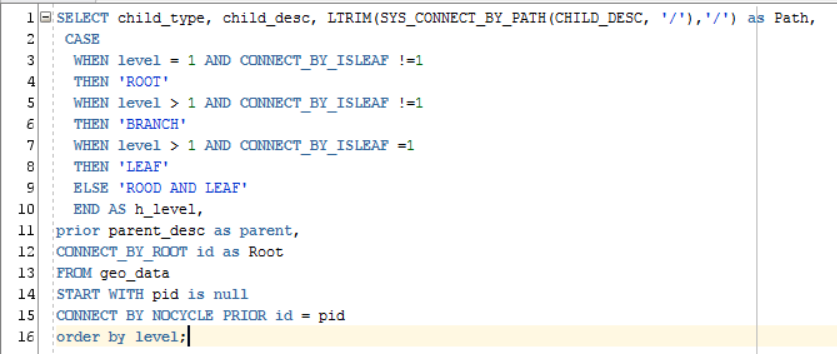 1 SELECT child_type, child_desc, LTRIM(SYS_CONNECT_BY_PATH(CHILD_DESC, '/'),'/') as Path,
2 CASE
3 WHEN level = 1 AND CONNECT_BY_ISLEAF !=1
4 THEN 'ROOT'
5 WHEN level > 1 AND CONNECT_BY_ISLEAF !=1
6 THEN 'BRANCH'
7 WHEN level > 1 AND CONNECT_BY_ISLEAF =1
8 THEN 'LEAF'
9 ELSE 'ROOD AND LEAF'
10 END AS h_level,
11 prior parent_desc as parent,
12 CONNECT_BY_ROOT id as Root
13 FROM geo_data
14 START WITH pid is null
15 CONNECT BY NOCYCLE PRIOR id = pid
16 order by level;